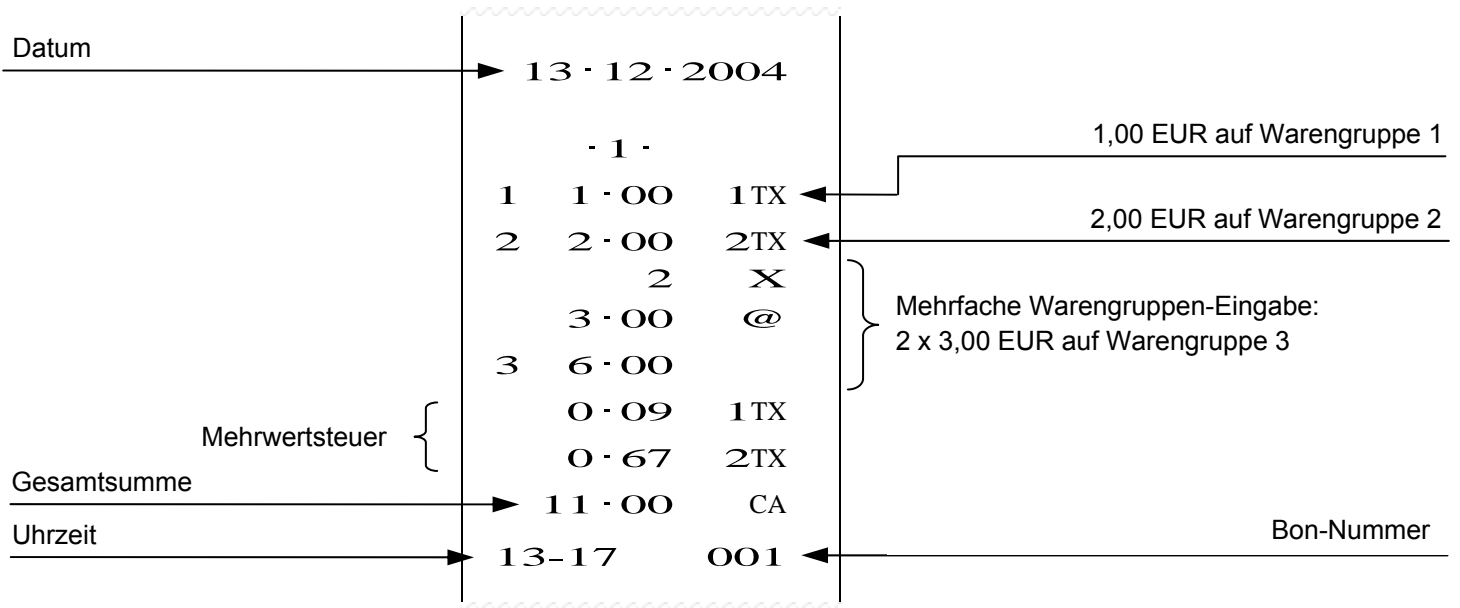 Datum
13-12-2004
1,00 EUR auf Warengruppe 1
-1-
1 1-00 1TX
2,00 EUR auf Warengruppe 2
2 2-00 2TX
2 X
Mehrfache Warengruppen-Eingabe:
3-00 @
2 x 3,00 EUR auf Warengruppe 3
3 6-00
0-09 1TX
Mehrwertsteuer
0-67 2TX
Gesamtsumme
11-00 CA
Uhrzeit
Bon-Nummer
13-17 001